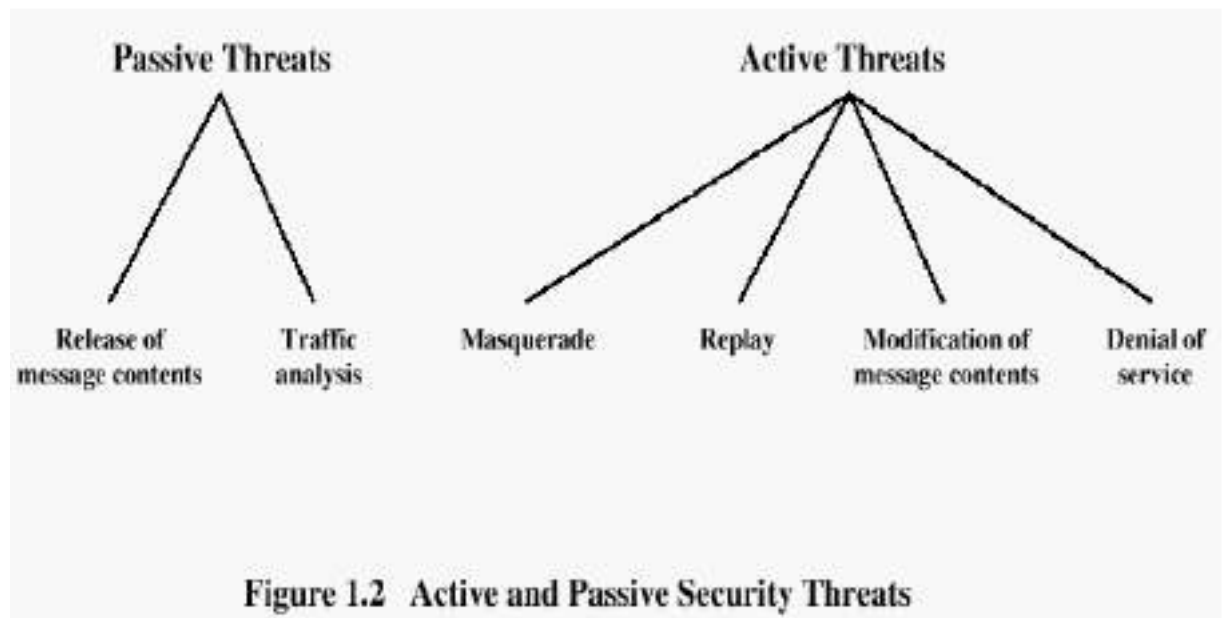 Passive Threats
Active Threats
Release of
message contents
Traffic
analysis
Masquerade
Replay
Modification of
message contents
Denial of
service
Figure 1.2 Active and Passive Security Threats